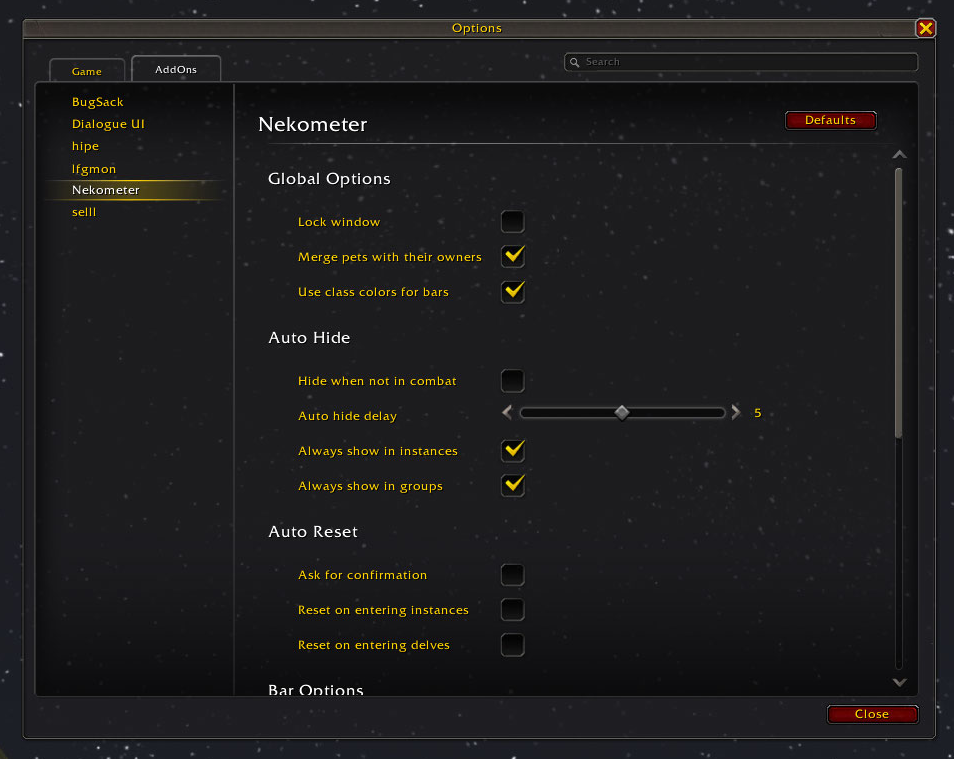 Options
Game
AddOns
Search
BugSack
Dialogue UI
hipe
lfgmon
Nekometer
selll
Nekometer
Defaults
Global Options
Lock window
Merge pets with their owners
Use class colors for bars
Auto Hide
Hide when not in combat
Auto hide delay
5
Always show in instances
Always show in groups
Auto Reset
Ask for confirmation
Reset on entering instances
Reset on entering delves
Bar Options
Close